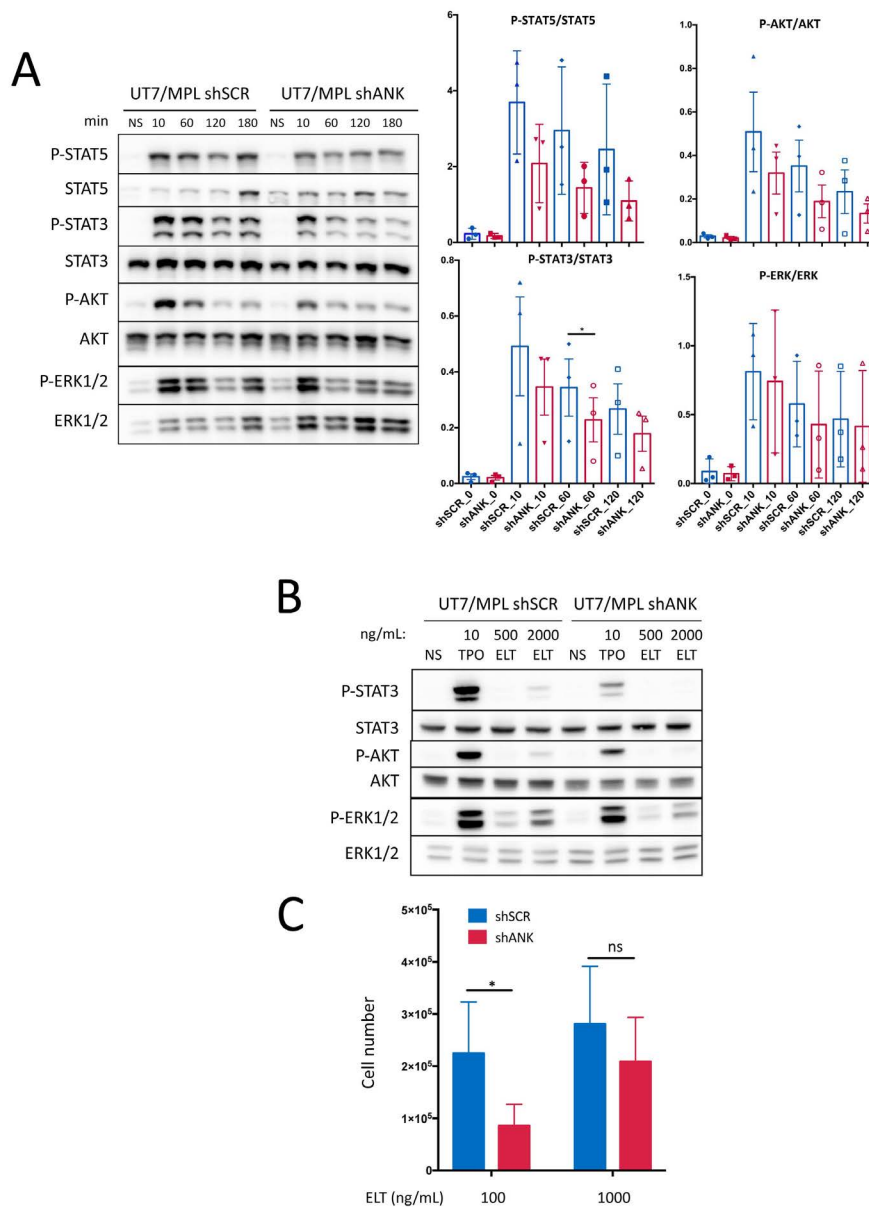 A
UT7/MPL shSCR UT7/MPL shANK
min NS 10 60 120 180 NS 10 60 120 180
P-STAT5
STAT5
P-STAT3
STAT3
P-AKT
AKT
P-ERK1/2
ERK1/2
P-STAT5/STAT5
6
4
2
0
P-AKT/AKT
1.0
0.8
0.6
0.4
0.2
0.0
P-STAT3/STAT3
0.8
0.6
0.4
0.2
0.0
*
shSCR_0 shANK_0 shSCR_10 shANK_10 shSCR_60 shANK_60 shSCR_120 shANK_120
P-ERK/ERK
1.5
1.0
0.5
0.0
shSCR_0 shANK_0 shSCR_10 shANK_10 shSCR_60 shANK_60 shSCR_120 shANK_120
B
UT7/MPL shSCR UT7/MPL shANK
ng/mL: 10 500 2000 10 500 2000
NS TPO ELT ELT NS TPO ELT ELT
P-STAT3
STAT3
P-AKT
AKT
P-ERK1/2
ERK1/2
C
shSCR
shANK
Cell number
5×10⁵
4×10⁵
3×10⁵
2×10⁵
1×10⁵
0
*
ns
ELT (ng/mL) 100 1000